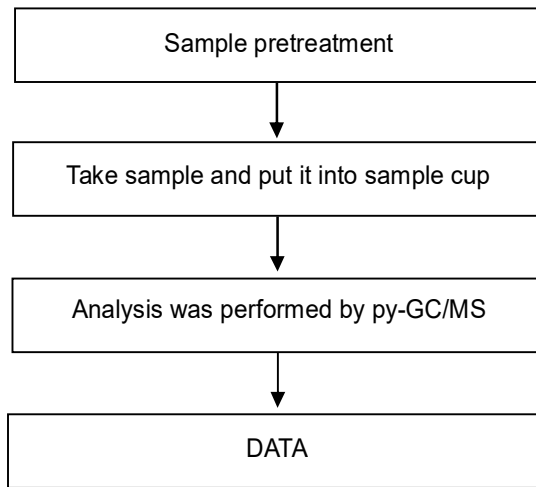 Sample pretreatment
Take sample and put it into sample cup
Analysis was performed by py-GC/MS
DATA